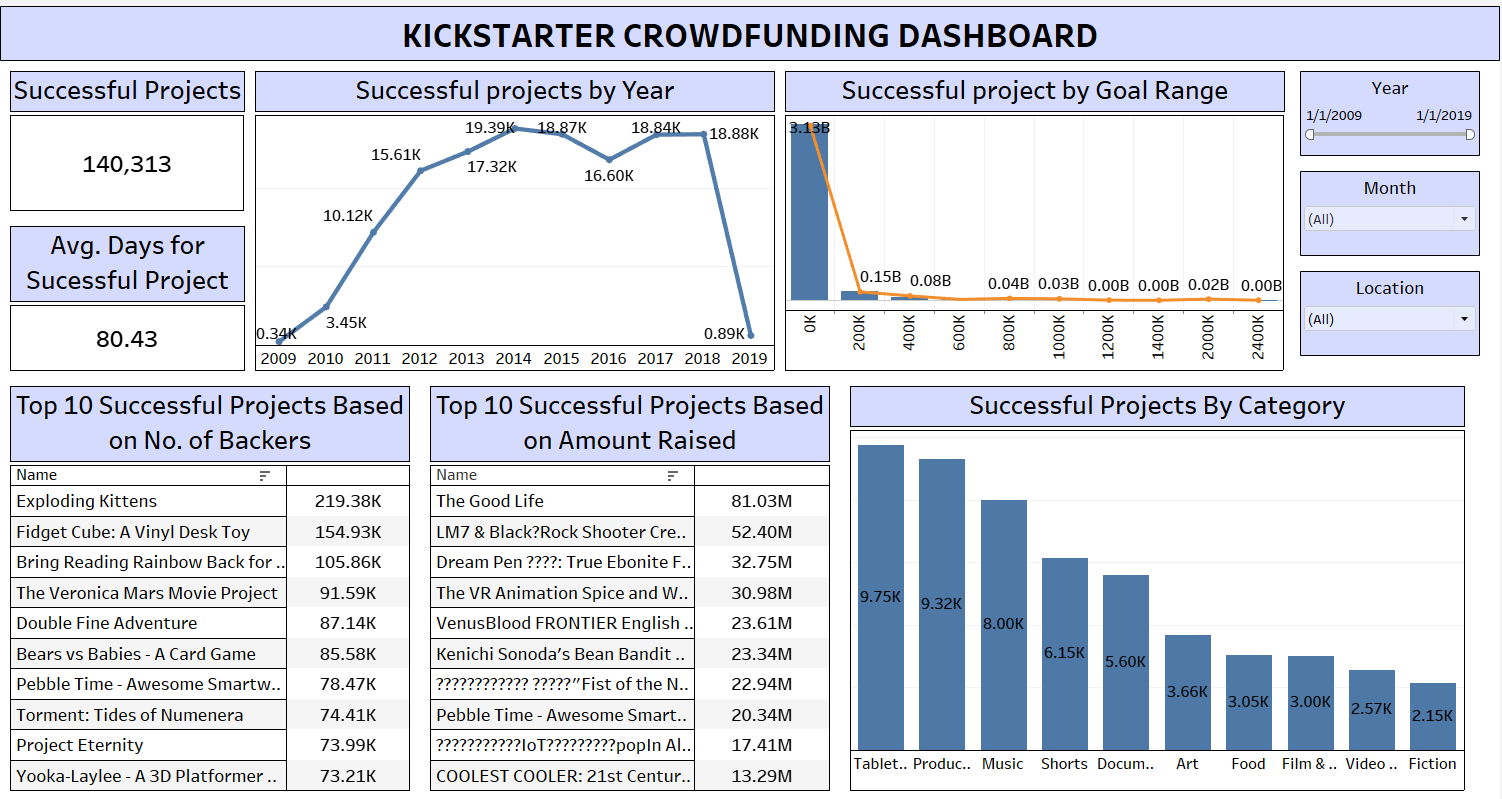 KICKSTARTER CROWDFUNDING DASHBOARD
Successful Projects
140,313
Avg. Days for
Sucessful Project
80.43
Successful projects by Year
0.34K
3.45K
10.12K
15.61K
17.32K
19.39K
18.87K
16.60K
18.84K
18.88K
0.89K
2009 2010 2011 2012 2013 2014 2015 2016 2017 2018 2019
Successful project by Goal Range
3.13B
0.15B
0.08B
0.04B
0.03B
0.00B
0.00B
0.02B
0.00B
0K
200K
400K
600K
800K
1000K
1200K
1400K
2000K
2400K
Year
1/1/2009 1/1/2019
Month
(All)
Location
(All)
Top 10 Successful Projects Based
on No. of Backers
Name
Exploding Kittens 219.38K
Fidget Cube: A Vinyl Desk Toy 154.93K
Bring Reading Rainbow Back for .. 105.86K
The Veronica Mars Movie Project 91.59K
Double Fine Adventure 87.14K
Bears vs Babies - A Card Game 85.58K
Pebble Time - Awesome Smartw.. 78.47K
Torment: Tides of Numenera 74.41K
Project Eternity 73.99K
Yooka-Laylee - A 3D Platformer .. 73.21K
Top 10 Successful Projects Based
on Amount Raised
Name
The Good Life 81.03M
LM7 & Black?Rock Shooter Cre.. 52.40M
Dream Pen ????: True Ebonite F.. 32.75M
The VR Animation Spice and W.. 30.98M
VenusBlood FRONTIER English .. 23.61M
Kenichi Sonoda's Bean Bandit .. 23.34M
???????????? ?????"Fist of the N.. 22.94M
Pebble Time - Awesome Smart.. 20.34M
???????????IoT?????????popIn Al.. 17.41M
COOLEST COOLER: 21st Centur.. 13.29M
Successful Projects By Category
9.75K
9.32K
8.00K
6.15K
5.60K
3.66K
3.05K
3.00K
2.57K
2.15K
Tablet.. Produc.. Music Shorts Docum.. Art Food Film & .. Video .. Fiction